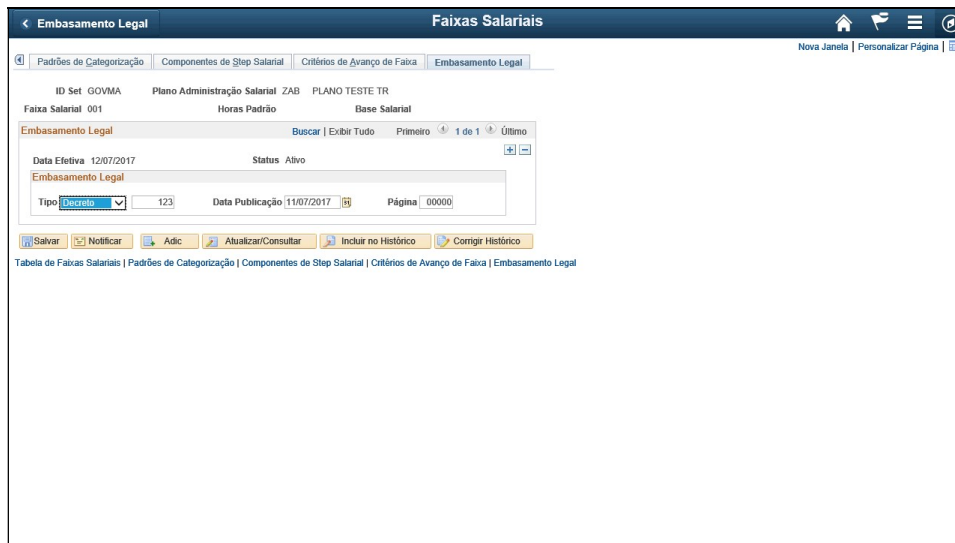 Embasamento Legal
Faixas Salariais
Nova Janela | Personalizar Página |
Padrões de Categorização Componentes de Step Salarial Critérios de Avanço de Faixa Embasamento Legal
ID Set GOVMA Plano Administração Salarial ZAB PLANO TESTE TR
Faixa Salarial 001 Horas Padrão Base Salarial
Embasamento Legal Buscar | Exibir Tudo Primeiro 1 de 1 Último
Data Efetiva 12/07/2017 Status Ativo
Embasamento Legal
Tipo Decreto 123 Data Publicação 11/07/2017 Página 00000
Salvar Notificar Adic Atualizar/Consultar Incluir no Histórico Corrigir Histórico
Tabela de Faixas Salariais | Padrões de Categorização | Componentes de Step Salarial | Critérios de Avanço de Faixa | Embasamento Legal